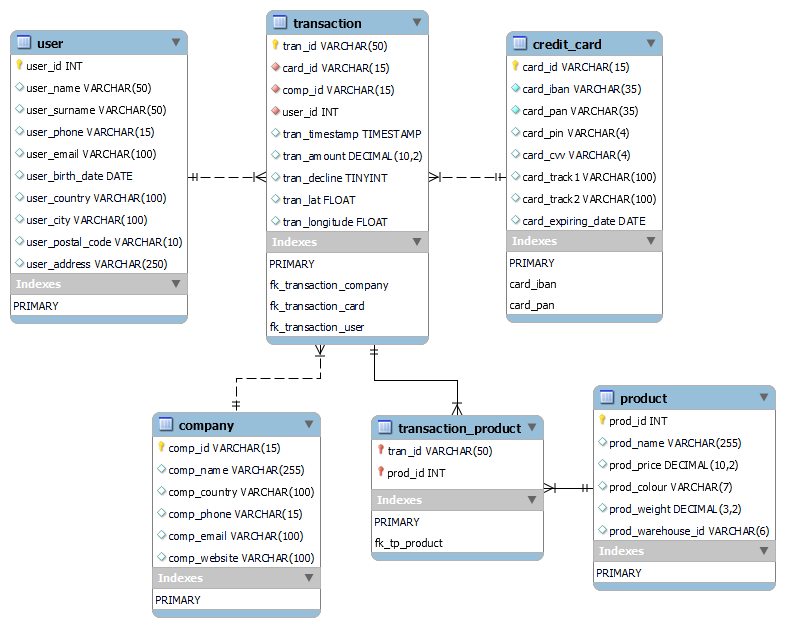 user
user_id INT
user_name VARCHAR(50)
user_surname VARCHAR(50)
user_phone VARCHAR(15)
user_email VARCHAR(100)
user_birth_date DATE
user_country VARCHAR(100)
user_city VARCHAR(100)
user_postal_code VARCHAR(10)
user_address VARCHAR(250)
Indexes
PRIMARY
transaction
tran_id VARCHAR(50)
card_id VARCHAR(15)
comp_id VARCHAR(15)
user_id INT
tran_timestamp TIMESTAMP
tran_amount DECIMAL(10,2)
tran_decline TINYINT
tran_lat FLOAT
tran_longitude FLOAT
Indexes
PRIMARY
fk_transaction_company
fk_transaction_card
fk_transaction_user
credit_card
card_id VARCHAR(15)
card_iban VARCHAR(35)
card_pan VARCHAR(35)
card_pin VARCHAR(4)
card_cvv VARCHAR(4)
card_track1 VARCHAR(100)
card_track2 VARCHAR(100)
card_expiring_date DATE
Indexes
PRIMARY
card_iban
card_pan
company
comp_id VARCHAR(15)
comp_name VARCHAR(255)
comp_country VARCHAR(100)
comp_phone VARCHAR(15)
comp_email VARCHAR(100)
comp_website VARCHAR(100)
Indexes
PRIMARY
transaction_product
tran_id VARCHAR(50)
prod_id INT
Indexes
PRIMARY
fk_tp_product
product
prod_id INT
prod_name VARCHAR(255)
prod_price DECIMAL(10,2)
prod_colour VARCHAR(7)
prod_weight DECIMAL(3,2)
prod_warehouse_id VARCHAR(6)
Indexes
PRIMARY